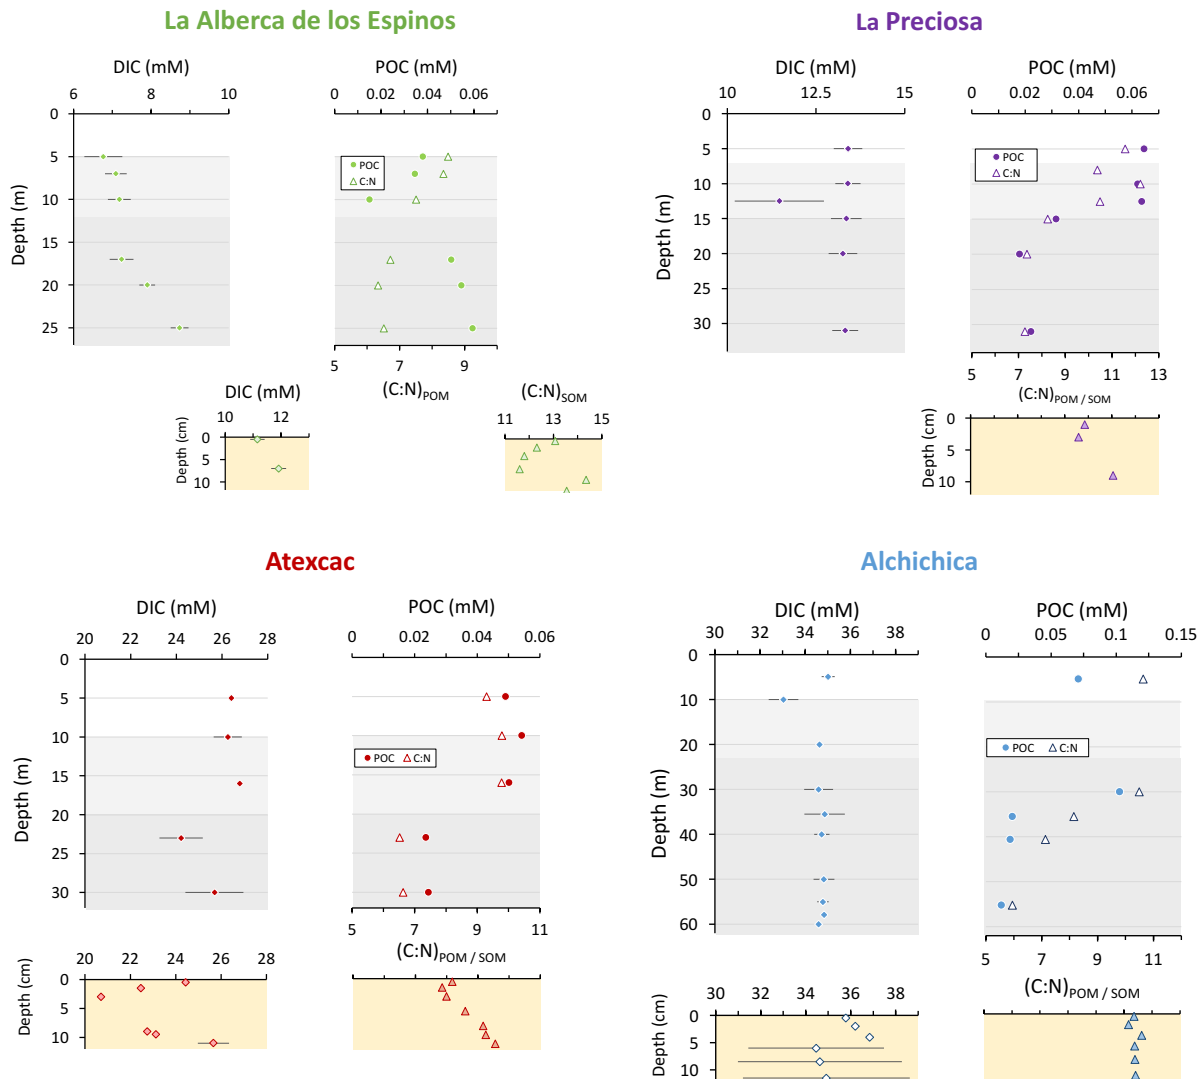 La Alberca de los Espinos
La Preciosa
DIC (mM)
POC (mM)
DIC (mM)
POC (mM)
6 8 10
0 0.02 0.04 0.06
10 12.5 15
0 0.02 0.04 0.06
Depth (m)
0
5
10
15
20
25
POC
C:N
5 7 9
(C:N)POM
Depth (m)
0
5
10
15
20
25
30
POC
C:N
5 7 9 11 13
(C:N)POM / SOM
DIC (mM)
10 12
Depth (cm)
0
5
10
(C:N)SOM
11 13 15
Depth (cm)
0
5
10
Atexcac
Alchichica
DIC (mM)
POC (mM)
DIC (mM)
POC (mM)
20 22 24 26 28
0 0.02 0.04 0.06
30 32 34 36 38
0 0.05 0.1 0.15
Depth (m)
0
5
10
15
20
25
30
POC C:N
5 7 9 11
(C:N)POM / SOM
Depth (m)
0
10
20
30
40
50
60
POC C:N
5 7 9 11
(C:N)POM / SOM
20 22 24 26 28
Depth (cm)
0
5
10
30 32 34 36 38
Depth (cm)
0
5
10